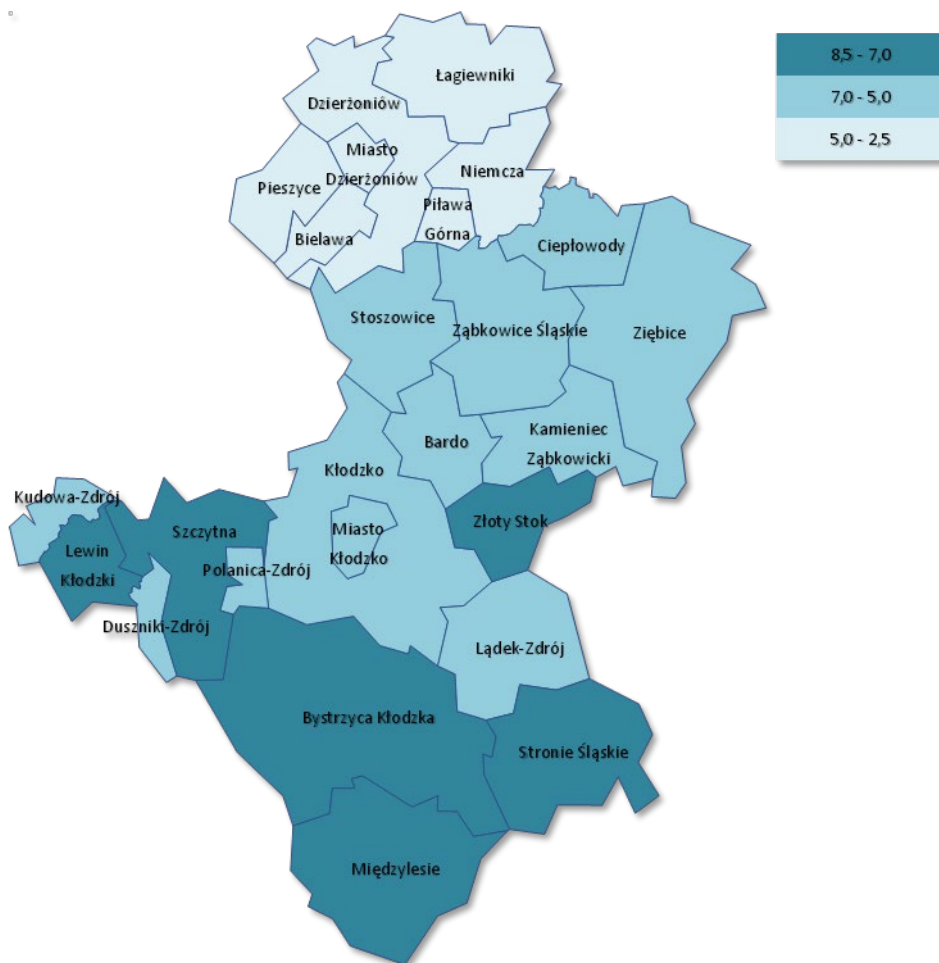 Łagiewniki
8,5 - 7,0
7,0 - 5,0
5,0 - 2,5
Dzierżoniów
Miasto
Dzierżoniów
Niemcza
Pieszyce
Piława
Górna
Bielawa
Ciepłowody
Stoszowice
Ząbkowice Śląskie
Ziębice
Bardo
Kamieniec
Ząbkowicki
Kłodzko
Kudowa-Zdrój
Szczytna
Miasto
Kłodzko
Złoty Stok
Lewin
Kłodzki
Polanica-Zdrój
Duszniki-Zdrój
Lądek-Zdrój
Bystrzyca Kłodzka
Stronie Śląskie
Międzylesie